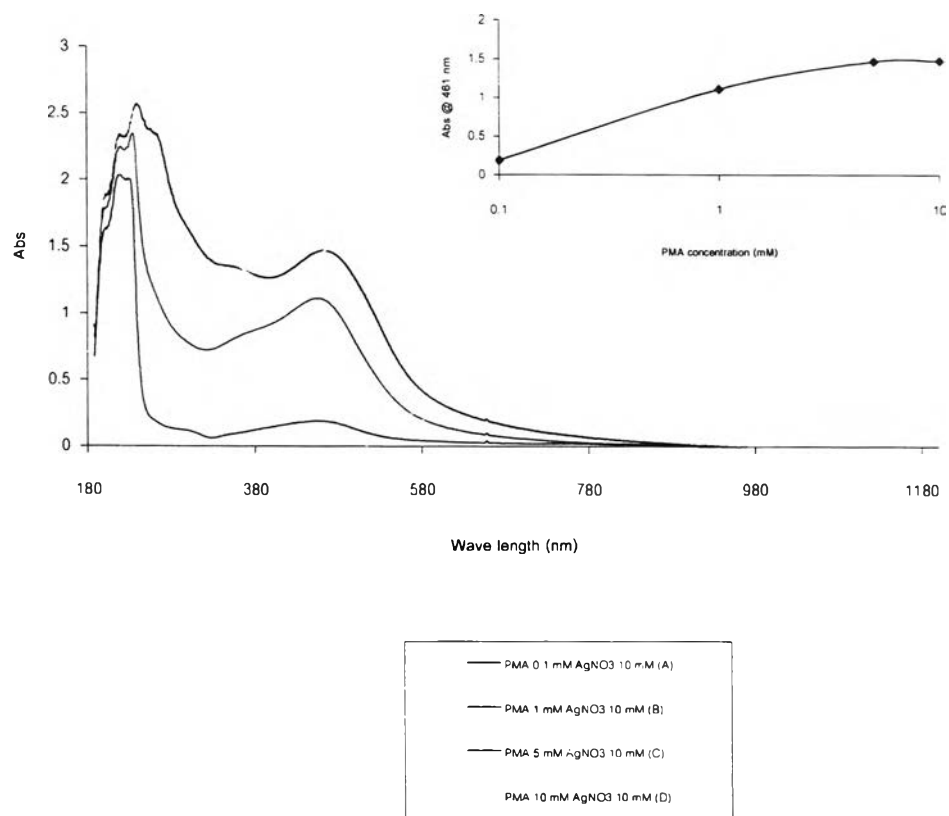 3
2.5
2
1.5
1
0.5
0
Abs
180
380
580
780
980
1180
Wave length (nm)
2
1.5
1
0.5
0
Abs @ 461 nm
0.1
1
10
PMA concentration (mM)
PMA 0 1 mM AgNO3 10 mM (A)
PMA 1 mM AgNO3 10 mM (B)
PMA 5 mM AgNO3 10 mM (C)
PMA 10 mM AgNO3 10 mM (D)